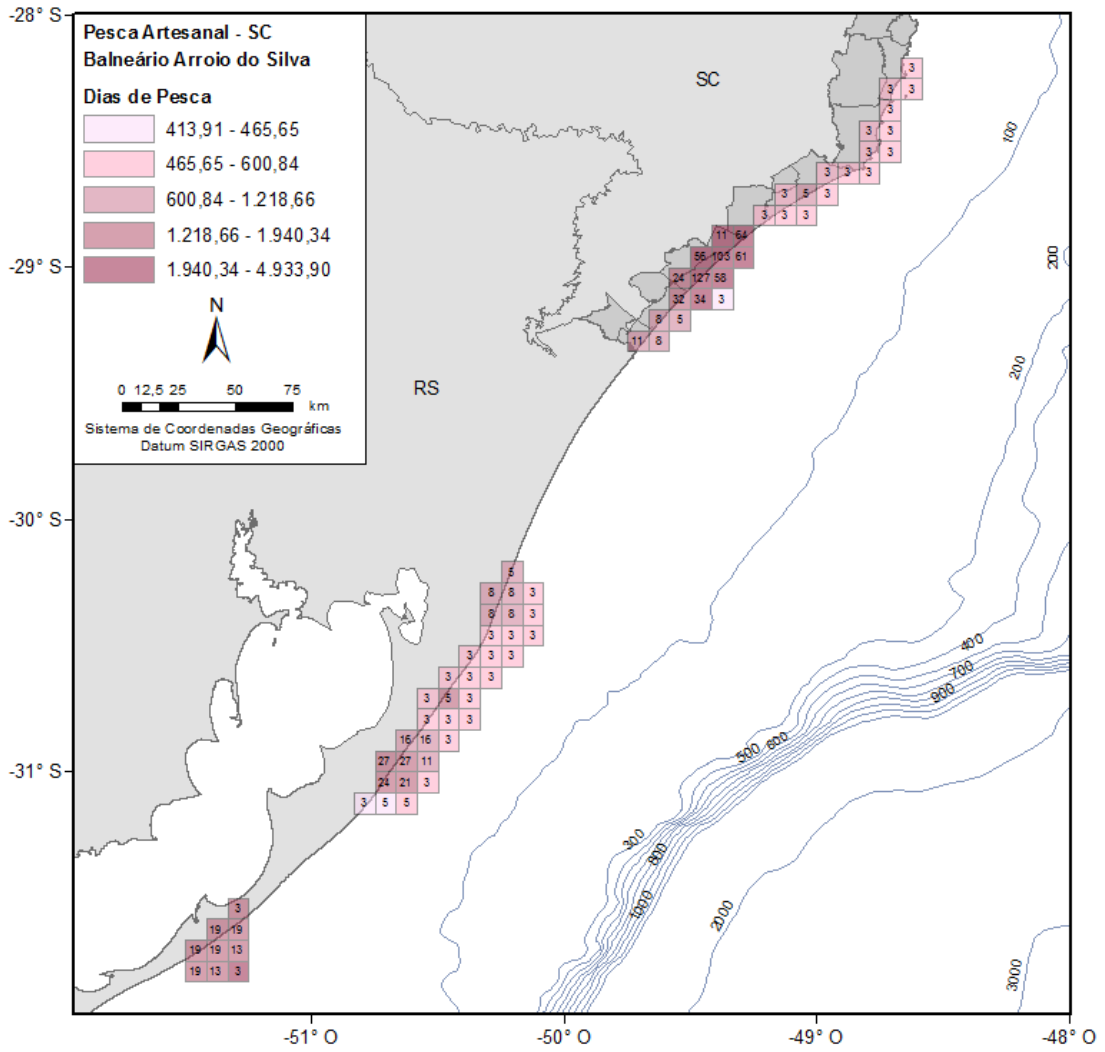 -28° S
-29° S
-30° S
-31° S
Pesca Artesanal - SC
Balneário Arroio do Silva
Dias de Pesca
413,91 - 465,65
465,65 - 600,84
600,84 - 1.218,66
1.218,66 - 1.940,34
1.940,34 - 4.933,90
N
0 12,5 25 50 75
km
Sistema de Coordenadas Geográficas
Datum SIRGAS 2000
SC
RS
3
3 3
3
3 3
3 3
3 3 3
3 5 3
3 3 3
11 64
56 103 61
24 127 58
32 34 3
8 5
11 8
5
8 8 3
8 8 3
3 3 3
3 3 3
3 3 3
3 5 3
3 3 3
16 16 3
27 27 11
24 21 3
3 5 5
3
19 19
19 19 13
19 13 3
100
200
200
400
700
900
500
600
300
800
1000
2000
3000
-51° O
-50° O
-49° O
-48° O